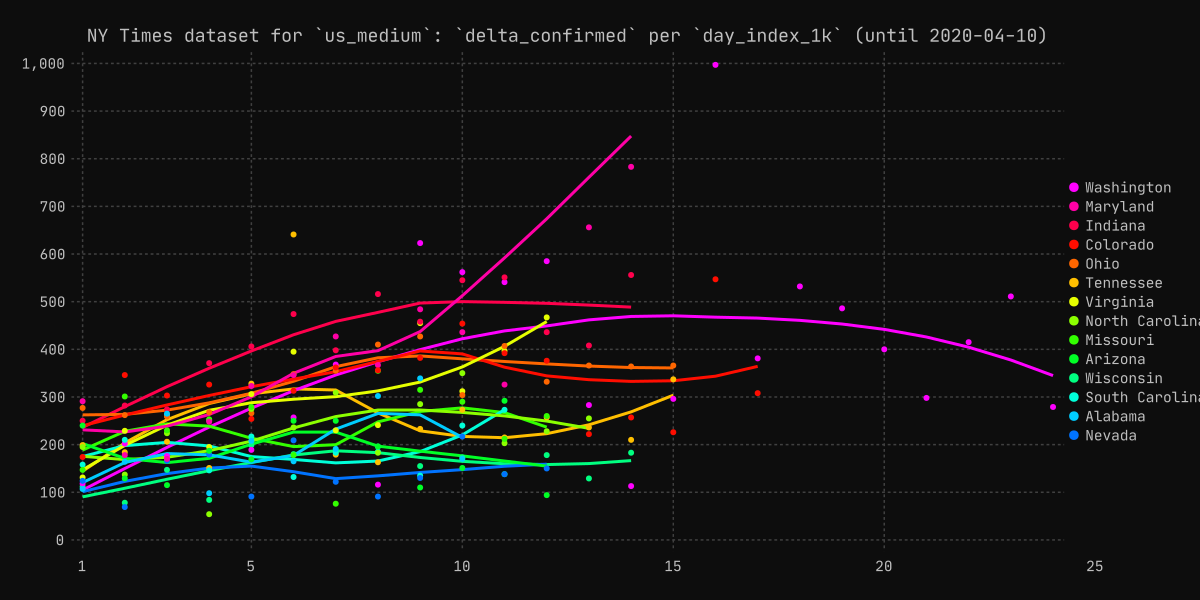 NY Times dataset for `us_medium`: `delta_confirmed` per `day_index_1k` (until 2020-04-10)
1,000
900
800
700
600
500
400
300
200
100
0
1 5 10 15 20 25
Washington
Maryland
Indiana
Colorado
Ohio
Tennessee
Virginia
North Carolina
Missouri
Arizona
Wisconsin
South Carolina
Alabama
Nevada